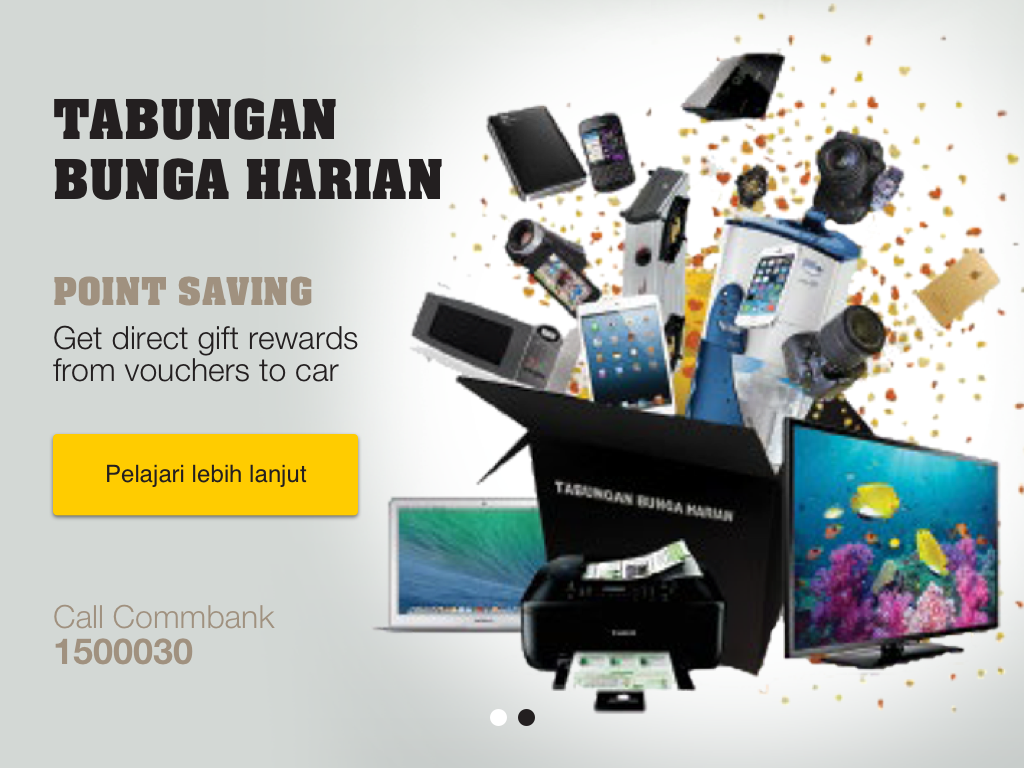 TABUNGAN
BUNGA HARIAN
POINT SAVING
Get direct gift rewards
from vouchers to car
Pelajari lebih lanjut
TABUNGAN BUNGA HARIAN
Canon
Call Commbank
1500030